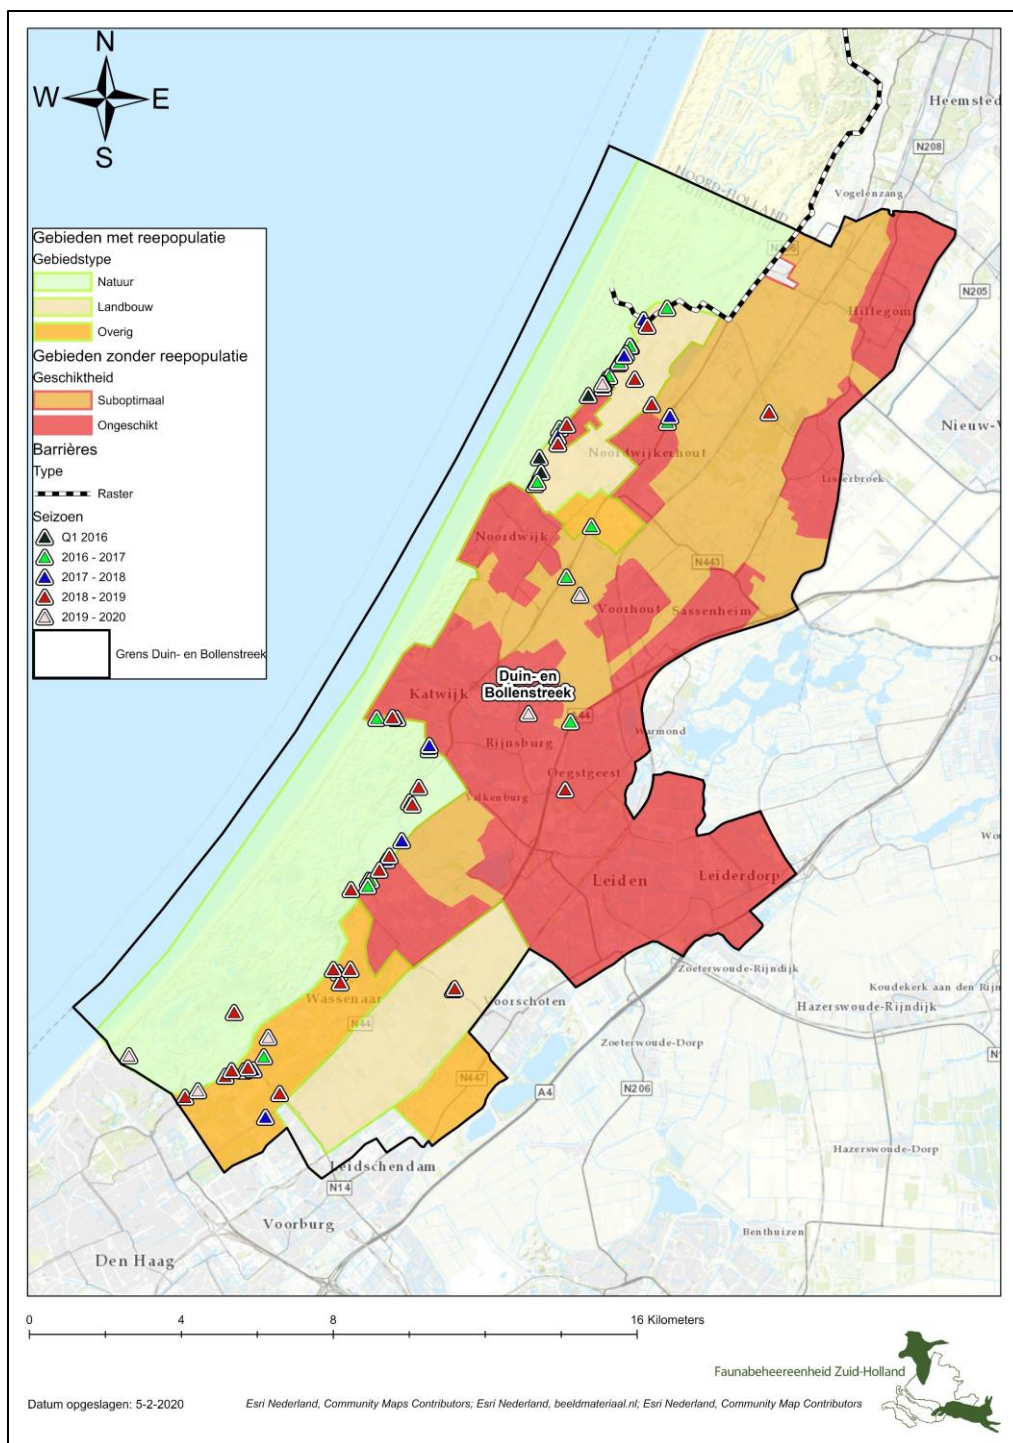 N
W E
S
Heemsted
N208
Vogelenzang
NOORD-HOLLAND
N206
N205
Hillegom
Nieuw-V
Lisserbroek
Noordwijkerhout
Noordwijk
N443
Voorhout
Sassenheim
Katwijk
Duin- en
Bollenstreek
A44
Warmond
Rijnsburg
Oegstgeest
Valkenburg
Leiden
Leiderdorp
Zoeterwoude-Rijndijk
Koudekerk aan den Rijn
Hazerswoude-Rijndijk
Wassenaar
Voorschoten
N44
Zoeterwoude-Dorp
N447
A4
N206
Hazerswoude-Dorp
Leidschendam
N14
Voorburg
Benthuizen
Den Haag
Gebieden met reepopulatie
Gebiedstype
Natuur
Landbouw
Overig
Gebieden zonder reepopulatie
Geschiktheid
Suboptimaal
Ongeschikt
Barrières
Type
Raster
Seizoen
Q1 2016
2016 - 2017
2017 - 2018
2018 - 2019
2019 - 2020
Grens Duin- en Bollenstreek
0 4 8 16 Kilometers
Faunabeheereenheid Zuid-Holland
Datum opgeslagen: 5-2-2020
Esri Nederland, Community Maps Contributors; Esri Nederland, beeldmateriaal.nl; Esri Nederland, Community Map Contributors